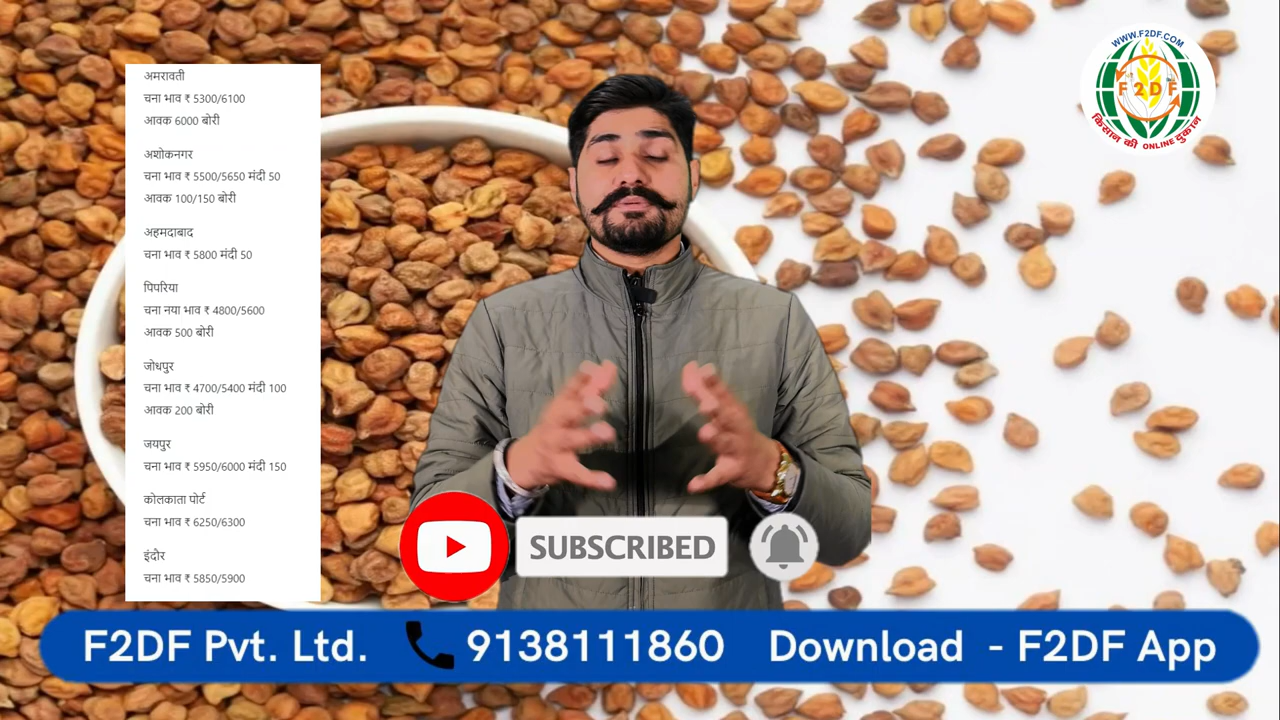 अमरावती
चना भाव ₹ 5300/6100
आवक 6000 बोरी
अशोकनगर
चना भाव ₹ 5500/5650 मंदी 50
आवक 100/150 बोरी
अहमदाबाद
चना भाव ₹ 5800 मंदी 50
पिपरिया
चना नया भाव ₹ 4800/5600
आवक 500 बोरी
जोधपुर
चना भाव ₹ 4700/5400 मंदी 100
आवक 200 बोरी
जयपुर
चना भाव ₹ 5950/6000 मंदी 150
कोलकाता पोर्ट
चना भाव ₹ 6250/6300
इंदौर
चना भाव ₹ 5850/5900
WWW.F2DF.COM
F2DF
किसान की ONLINE दुकान
SUBSCRIBED
F2DF Pvt. Ltd. 9138111860 Download - F2DF App